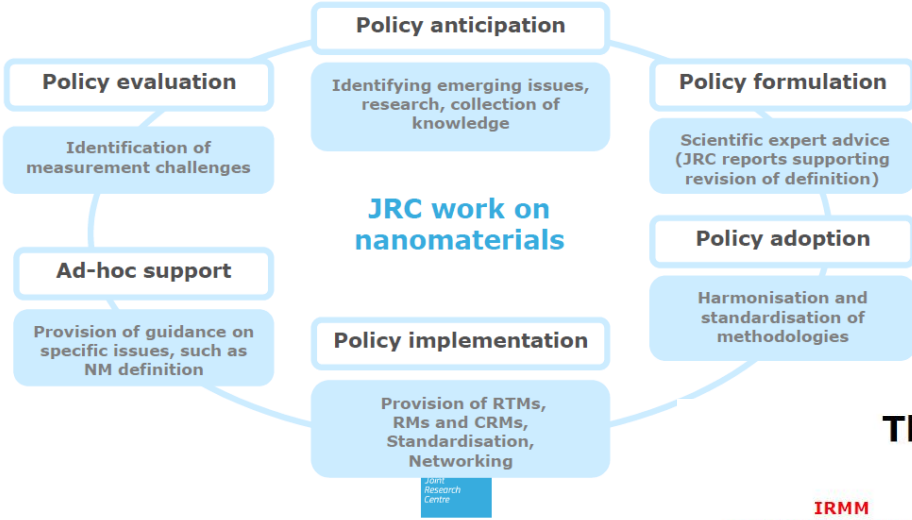 Policy anticipation
Identifying emerging issues,
research, collection of
knowledge
Policy evaluation
Identification of
measurement challenges
Policy formulation
Scientific expert advice
(JRC reports supporting
revision of definition)
JRC work on
nanomaterials
Policy adoption
Harmonisation and
standardisation of
methodologies
Ad-hoc support
Provision of guidance on
specific issues, such as
NM definition
Policy implementation
Provision of RTMs,
RMs and CRMs,
Standardisation,
Networking
Joint
Research
Centre
IRMM